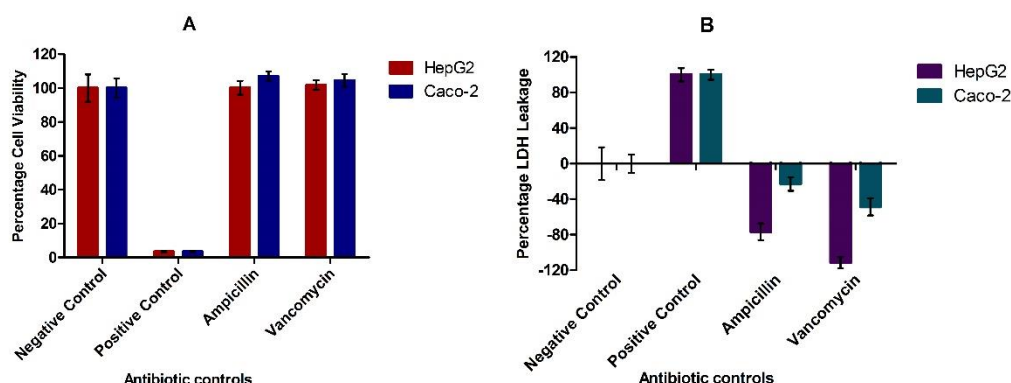 A
Percentage Cell Viability
120
100
80
60
40
20
0
Negative Control
Positive Control
Ampicillin
Vancomycin
Antibiotic controls
HepG2
Caco-2
B
Percentage LDH Leakage
120
80
40
0
-40
-80
-120
Negative Control
Positive Control
Ampicillin
Vancomycin
Antibiotic controls
HepG2
Caco-2